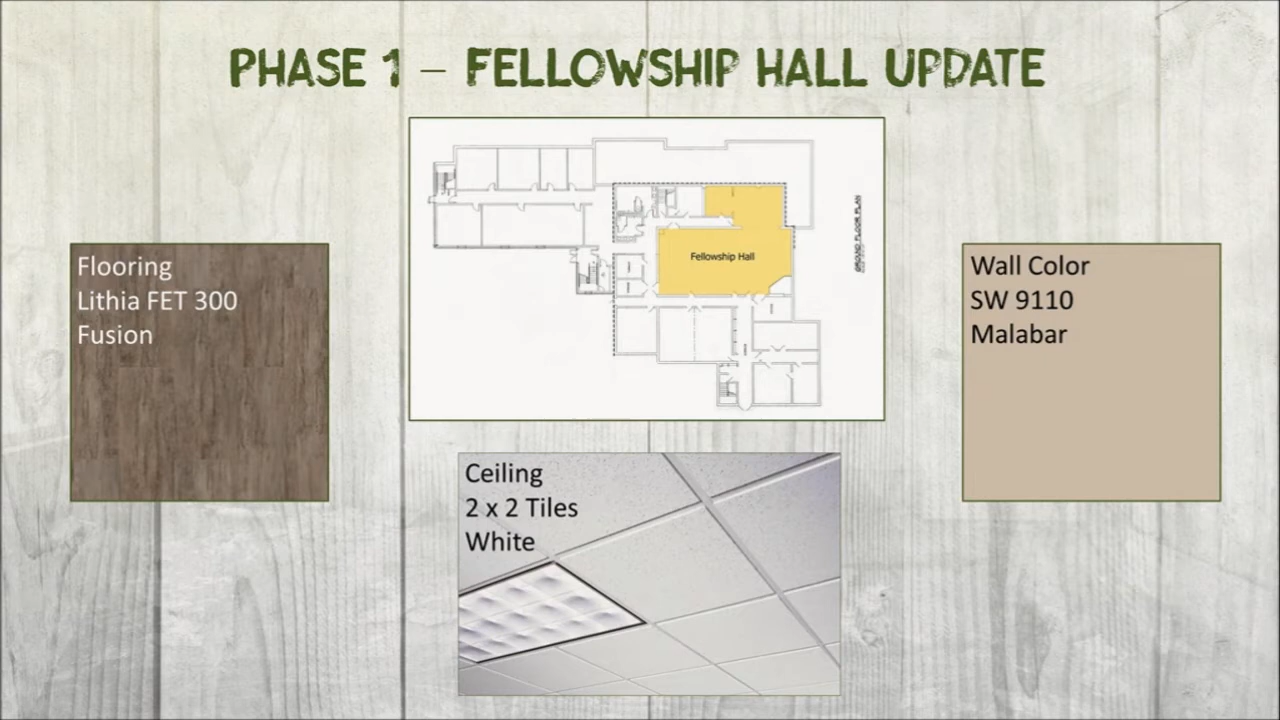 PHASE 1 – FELLOWSHIP HALL UPDATE
Fellowship Hall
GROUND FLOOR PLAN
Flooring
Lithia FET 300
Fusion
Wall Color
SW 9110
Malabar
Ceiling
2 x 2 Tiles
White